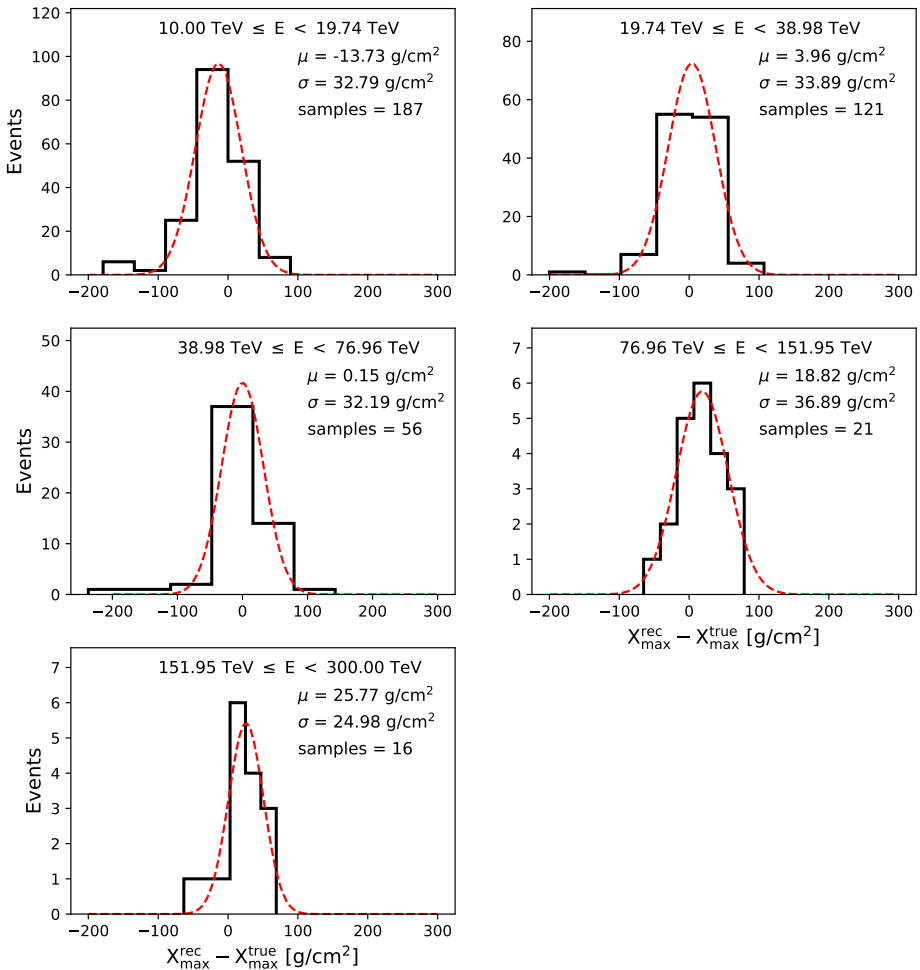 10.00 TeV ≤ E < 19.74 TeV
μ = -13.73 g/cm²
σ = 32.79 g/cm²
samples = 187
Events
120
100
80
60
40
20
0
−200 −100 0 100 200 300
19.74 TeV ≤ E < 38.98 TeV
μ = 3.96 g/cm²
σ = 33.89 g/cm²
samples = 121
80
60
40
20
0
−200 −100 0 100 200 300
38.98 TeV ≤ E < 76.96 TeV
μ = 0.15 g/cm²
σ = 32.19 g/cm²
samples = 56
Events
50
40
30
20
10
0
−200 −100 0 100 200 300
76.96 TeV ≤ E < 151.95 TeV
μ = 18.82 g/cm²
σ = 36.89 g/cm²
samples = 21
7
6
5
4
3
2
1
0
−200 −100 0 100 200 300
X_max^rec − X_max^true [g/cm²]
151.95 TeV ≤ E < 300.00 TeV
μ = 25.77 g/cm²
σ = 24.98 g/cm²
samples = 16
Events
7
6
5
4
3
2
1
0
−200 −100 0 100 200 300
X_max^rec − X_max^true [g/cm²]